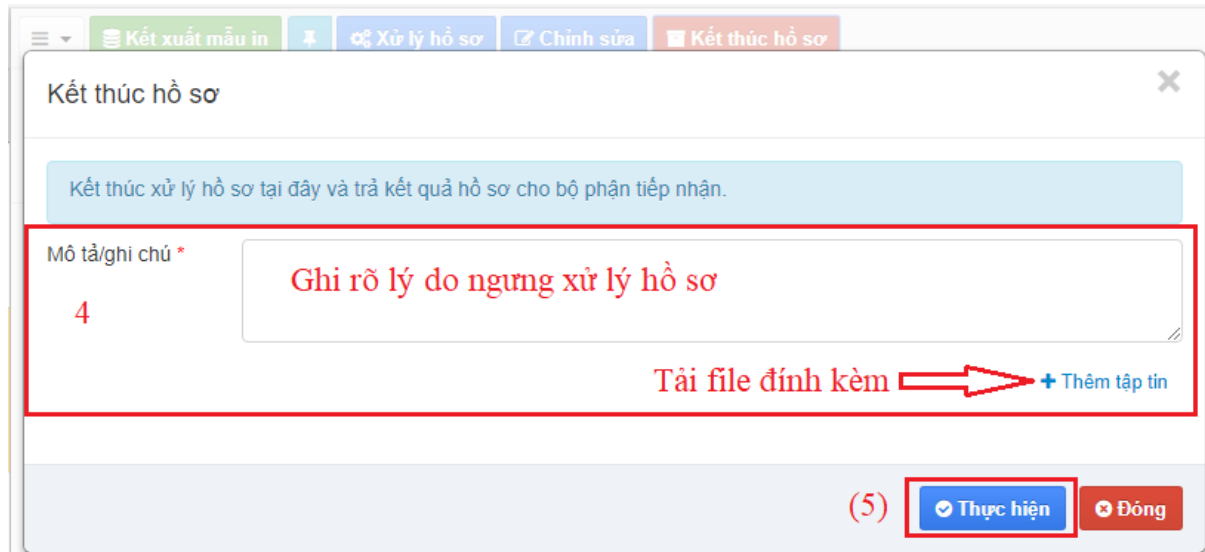 Kết xuất mẫu in Xử lý hồ sơ Chỉnh sửa Kết thúc hồ sơ
Kết thúc hồ sơ
Kết thúc xử lý hồ sơ tại đây và trả kết quả hồ sơ cho bộ phận tiếp nhận.
Mô tả/ghi chú *
Ghi rõ lý do ngưng xử lý hồ sơ
4
Tải file đính kèm
+ Thêm tập tin
(5) Thực hiện Đóng